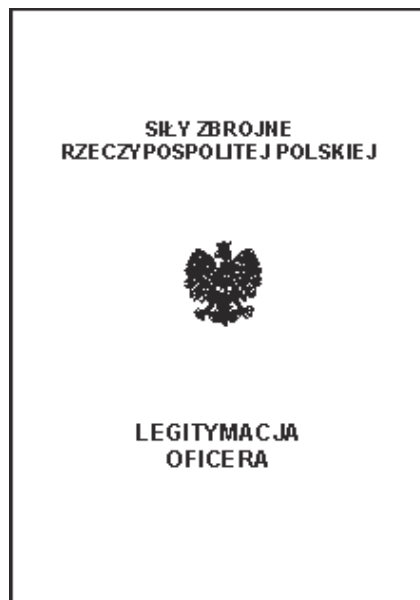 SIŁY ZBROJNE
RZECZYPOSPOLITEJ POLSKIEJ
LEGITYMACJA
OFICERA